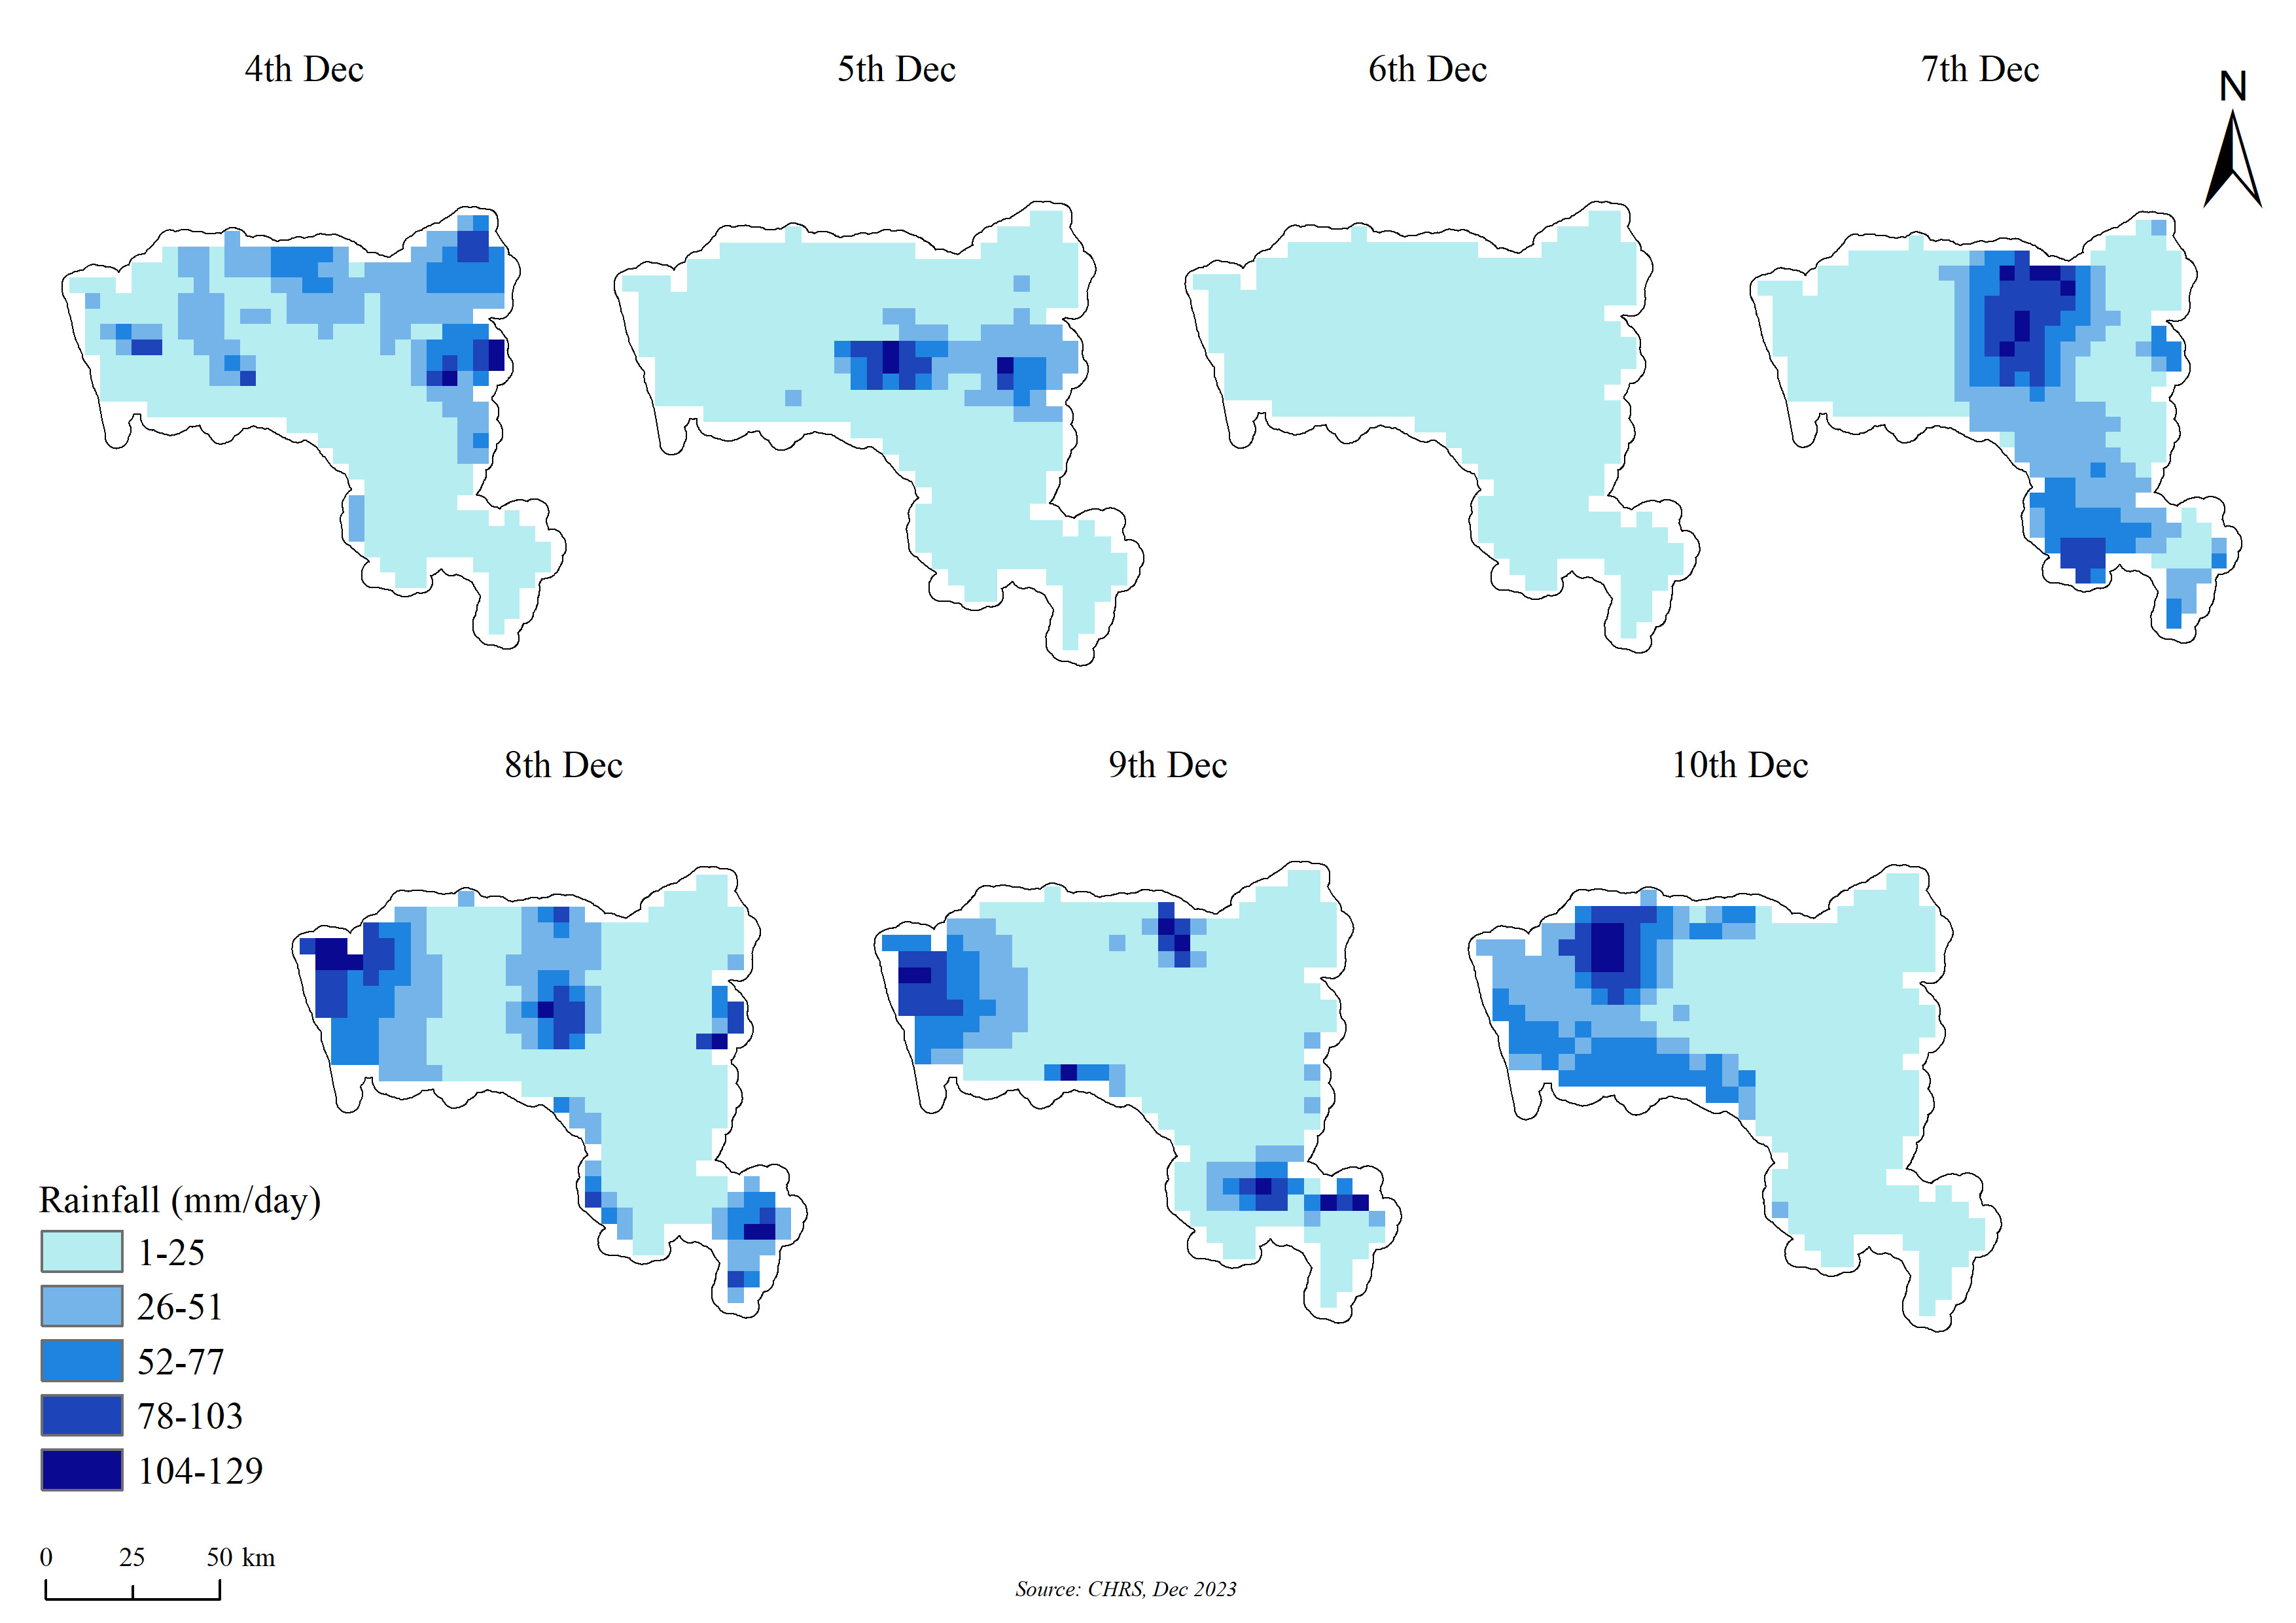 4th Dec
5th Dec
6th Dec
7th Dec
N
8th Dec
9th Dec
10th Dec
Rainfall (mm/day)
1-25
26-51
52-77
78-103
104-129
0 25 50 km
Source: CHRS, Dec 2023